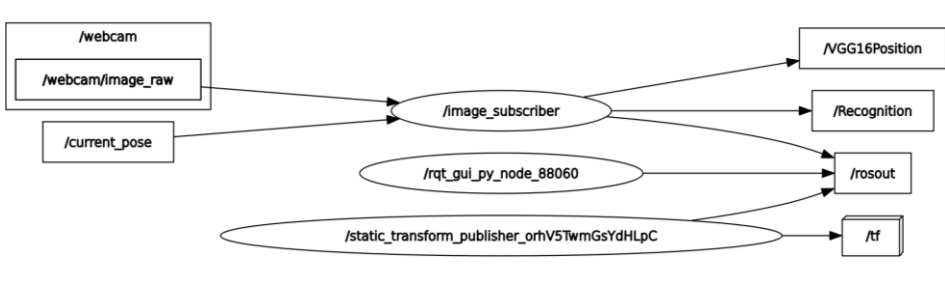 /webcam
/webcam/image_raw
/current_pose
/image_subscriber
/rqt_gui_py_node_88060
/static_transform_publisher_orhV5TwmGsYdHLpC
/VGG16Position
/Recognition
/rosout
/tf